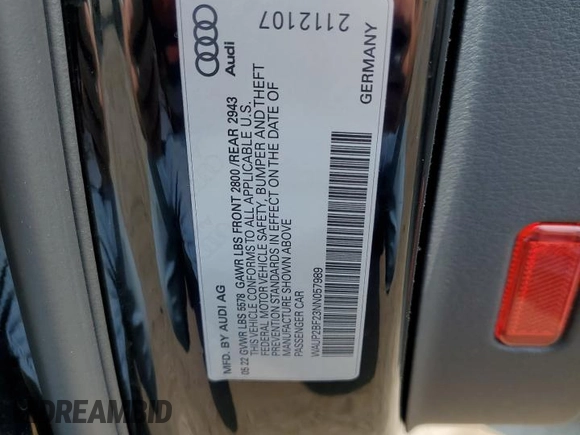 Audi
2112107
MFD. BY AUDI AG
05 22 GVWR LBS 5578 GAWR LBS FRONT 2800 /REAR 2943
THIS VEHICLE CONFORMS TO ALL APPLICABLE U.S.
FEDERAL MOTOR VEHICLE SAFETY, BUMPER AND THEFT
PREVENTION STANDARDS IN EFFECT ON THE DATE OF
MANUFACTURE SHOWN ABOVE
PASSENGER CAR
GERMANY
WAUP2BF23NN057989
IDREAMBID